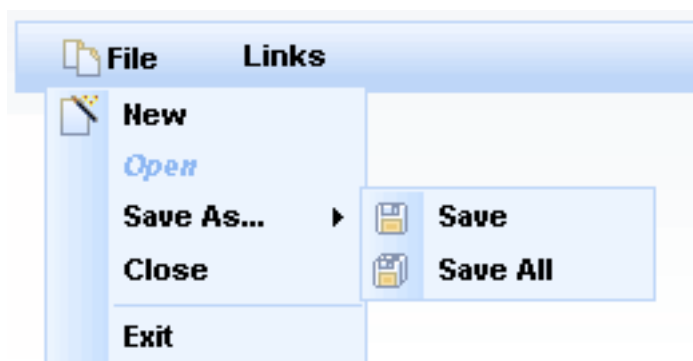 File Links
New
Open
Save As... Save
Close Save All
Exit